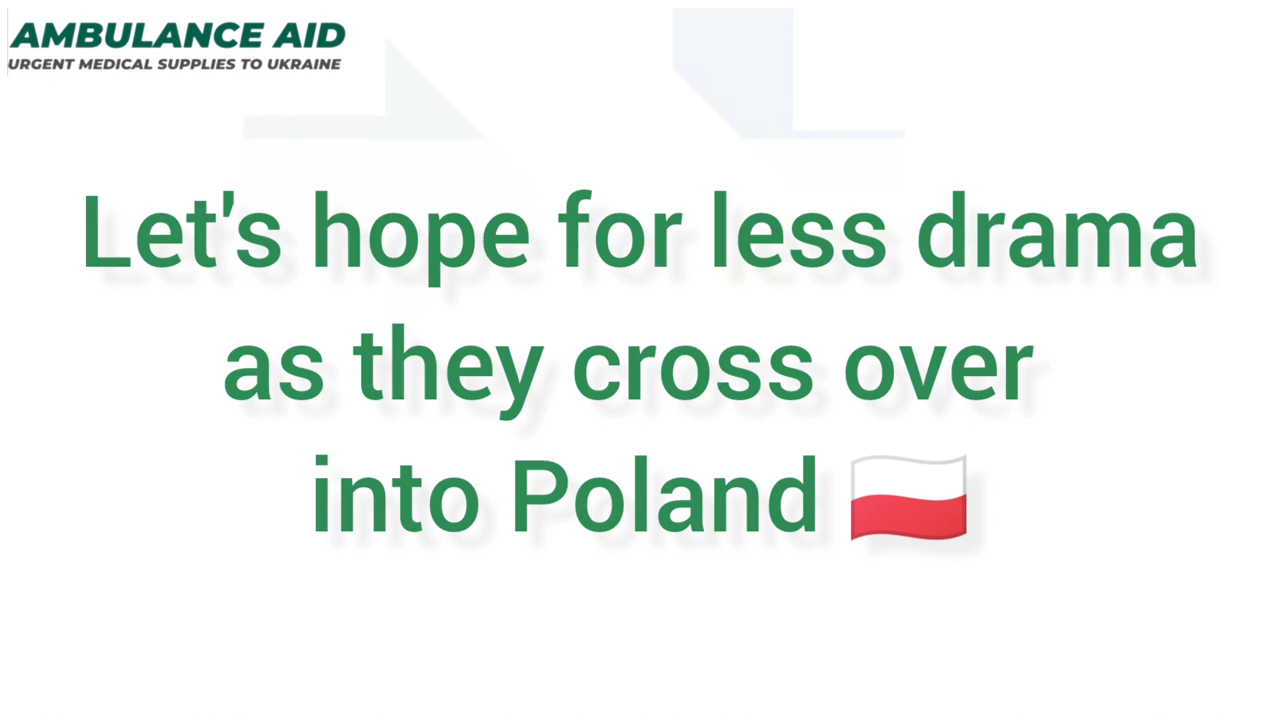 AMBULANCE AID
URGENT MEDICAL SUPPLIES TO UKRAINE
Let's hope for less drama
as they cross over
into Poland 🇵🇱